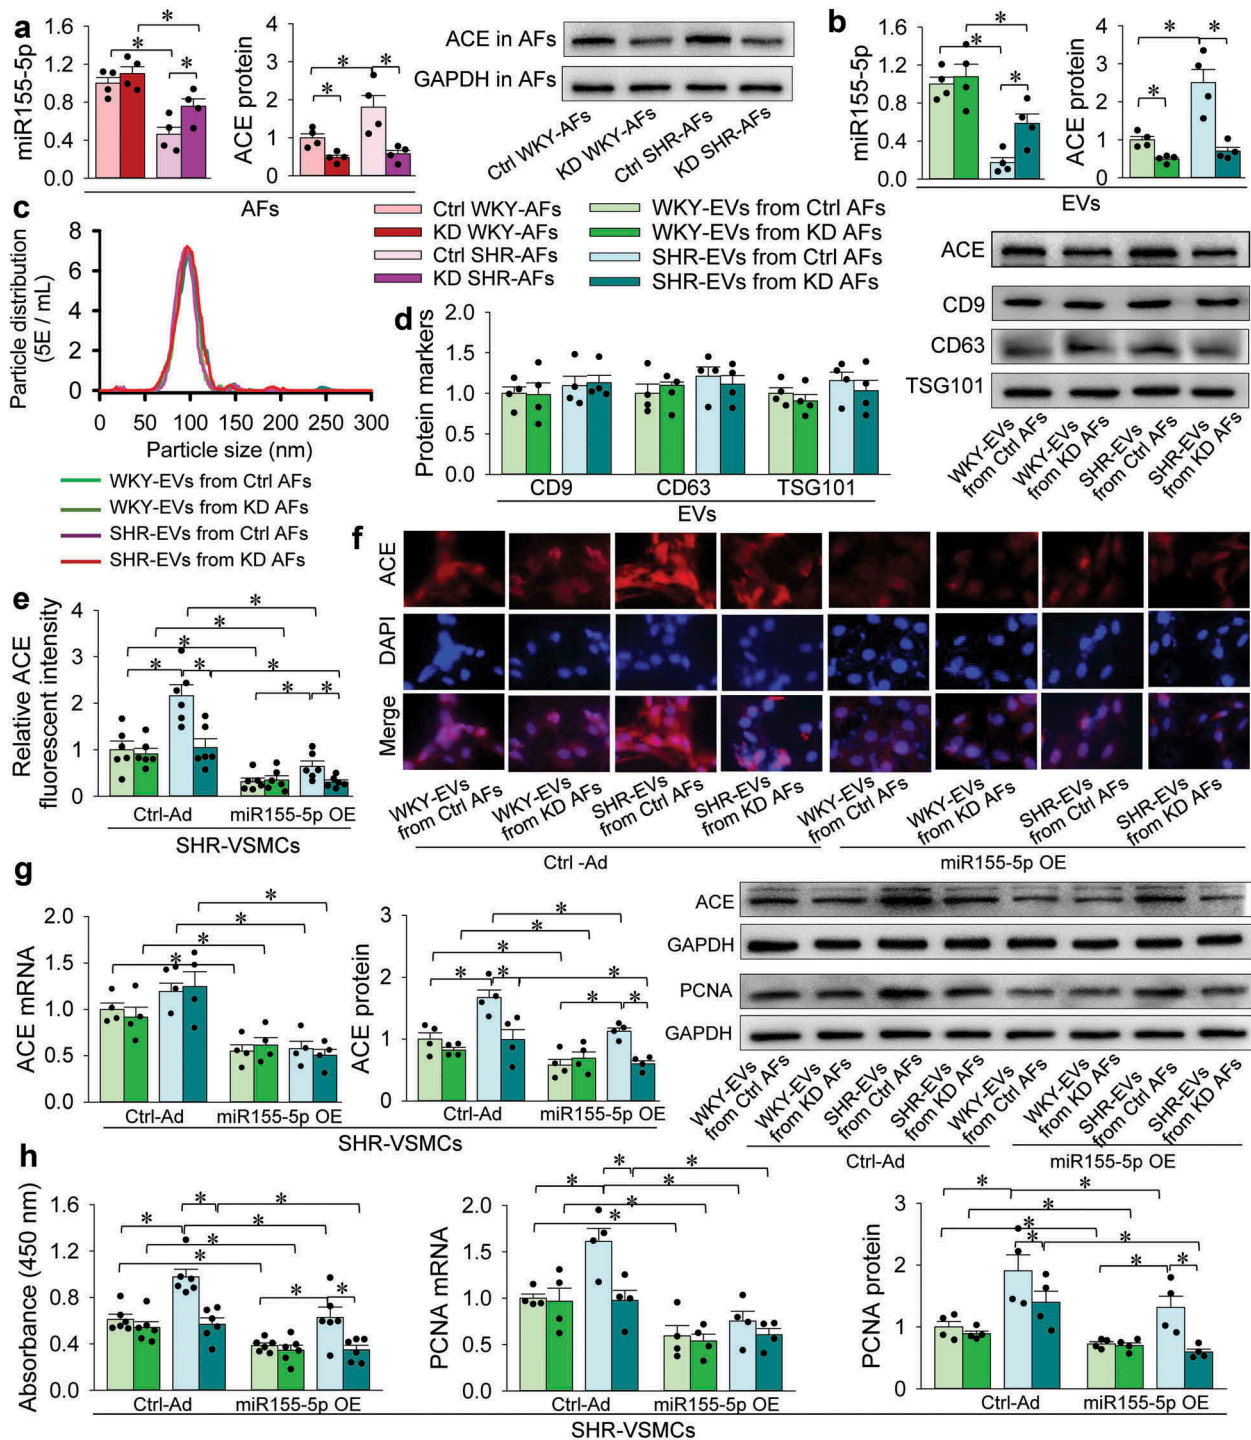 a
miR155-5p
1.6
1.2
0.8
0.4
0.0
* * *
ACE protein
4
3
2
1
0
* * *
AFs
ACE in AFs
GAPDH in AFs
Ctrl WKY-AFs
KD WKY-AFs
Ctrl SHR-AFs
KD SHR-AFs
b
miR155-5p
1.6
1.2
0.8
0.4
0.0
* * *
ACE protein
4
3
2
1
0
* * *
EVs
ACE
CD9
CD63
TSG101
WKY-EVs from Ctrl AFs
WKY-EVs from KD AFs
SHR-EVs from Ctrl AFs
SHR-EVs from KD AFs
Ctrl WKY-AFs
KD WKY-AFs
Ctrl SHR-AFs
KD SHR-AFs
WKY-EVs from Ctrl AFs
WKY-EVs from KD AFs
SHR-EVs from Ctrl AFs
SHR-EVs from KD AFs
c
Particle distribution
(5E / mL)
8
6
4
2
0
0 50 100 150 200 250 300
Particle size (nm)
WKY-EVs from Ctrl AFs
WKY-EVs from KD AFs
SHR-EVs from Ctrl AFs
SHR-EVs from KD AFs
d
Protein markers
2.0
1.5
1.0
0.5
0.0
CD9 CD63 TSG101
EVs
e
Relative ACE
fluorescent intensity
4
3
2
1
0
* * * * * * *
Ctrl-Ad miR155-5p OE
SHR-VSMCs
f
ACE
DAPI
Merge
WKY-EVs from Ctrl AFs
WKY-EVs from KD AFs
SHR-EVs from Ctrl AFs
SHR-EVs from KD AFs
WKY-EVs from Ctrl AFs
WKY-EVs from KD AFs
SHR-EVs from Ctrl AFs
SHR-EVs from KD AFs
Ctrl -Ad
miR155-5p OE
g
ACE mRNA
2.0
1.5
1.0
0.5
0.0
* * * *
Ctrl-Ad miR155-5p OE
ACE protein
3
2
1
0
* * * * * * * *
Ctrl-Ad miR155-5p OE
SHR-VSMCs
ACE
GAPDH
PCNA
GAPDH
WKY-EVs from Ctrl AFs
WKY-EVs from KD AFs
SHR-EVs from Ctrl AFs
SHR-EVs from KD AFs
WKY-EVs from Ctrl AFs
WKY-EVs from KD AFs
SHR-EVs from Ctrl AFs
SHR-EVs from KD AFs
Ctrl-Ad
miR155-5p OE
h
Absorbance (450 nm)
1.6
1.2
0.8
0.4
0.0
* * * * * * * *
Ctrl-Ad miR155-5p OE
PCNA mRNA
2.0
1.5
1.0
0.5
0.0
* * * * * *
Ctrl-Ad miR155-5p OE
PCNA protein
3
2
1
0
* * * * * * * *
Ctrl-Ad miR155-5p OE
SHR-VSMCs